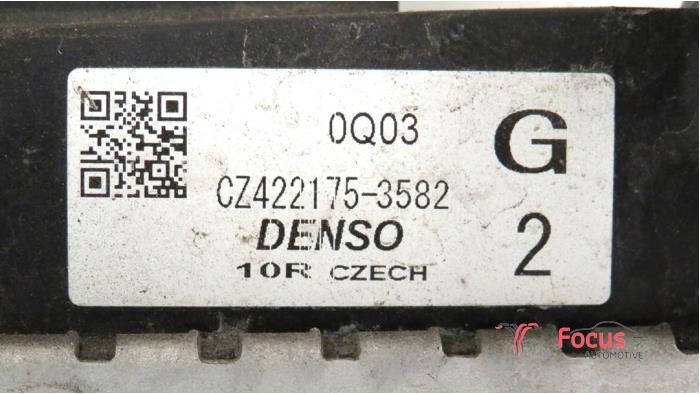 0Q03
G
CZ422175-3582
DENSO
2
10R CZECH
Focus
AUTOMOTIVE